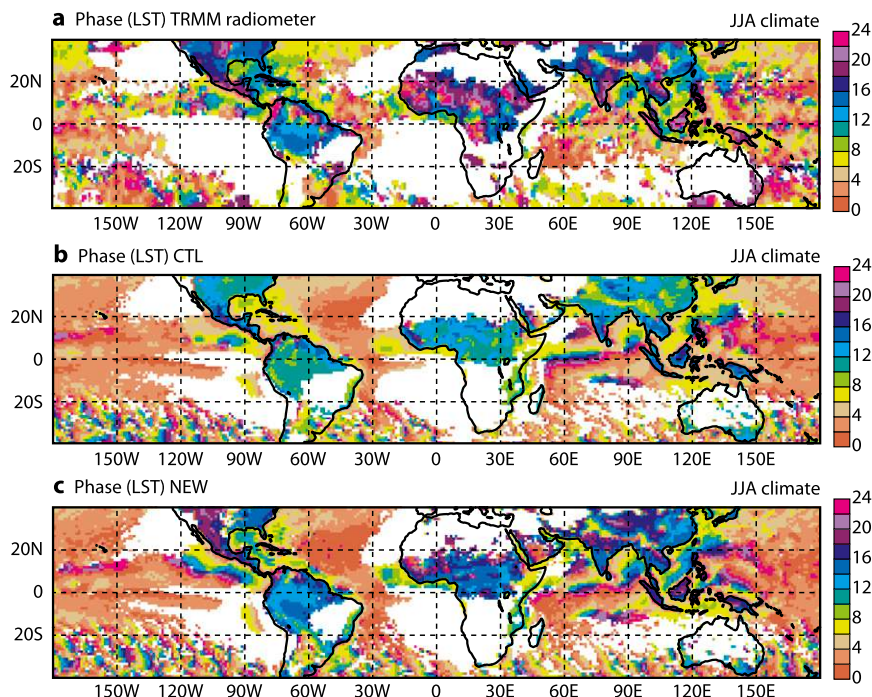 a Phase (LST) TRMM radiometer JJA climate
24
20N 20
16
0 12
8
20S 4
0
150W 120W 90W 60W 30W 0 30E 60E 90E 120E 150E
b Phase (LST) CTL JJA climate
24
20N 20
16
0 12
8
20S 4
0
150W 120W 90W 60W 30W 0 30E 60E 90E 120E 150E
c Phase (LST) NEW JJA climate
24
20N 20
16
0 12
8
20S 4
0
150W 120W 90W 60W 30W 0 30E 60E 90E 120E 150E